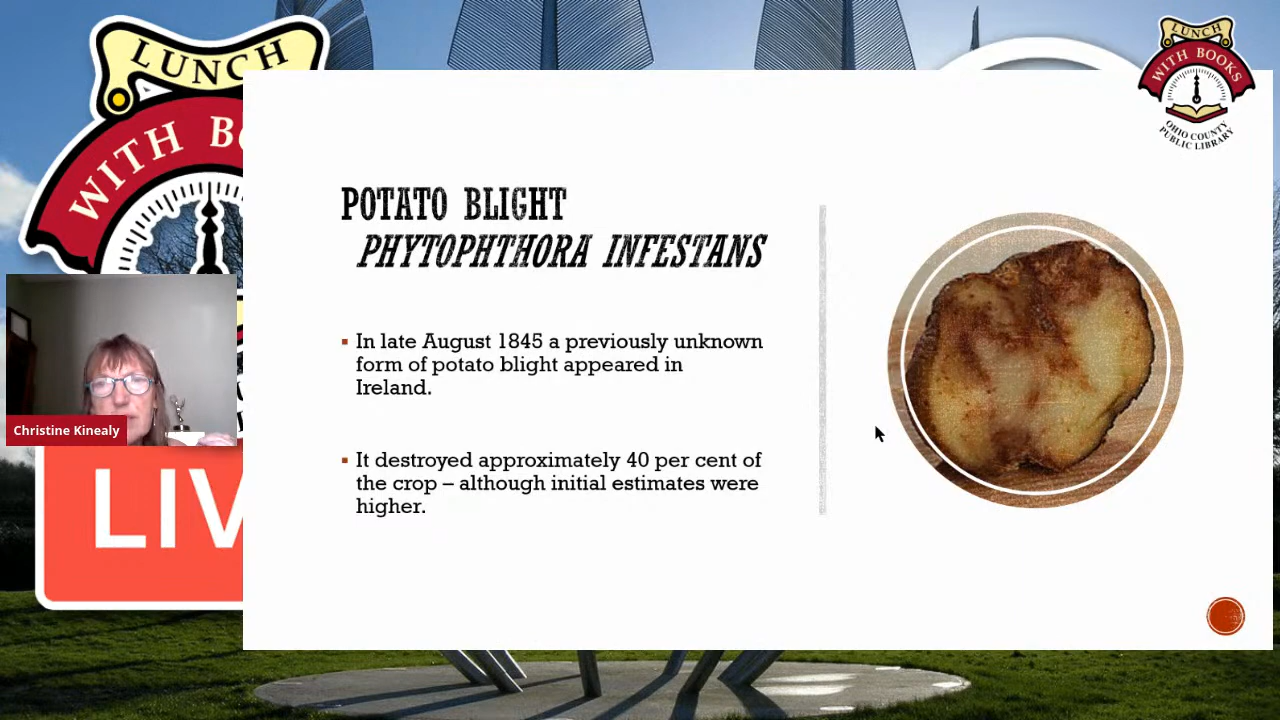 LUNCH
WITH BO
LIV
Christine Kinealy
POTATO BLIGHT
PHYTOPHTHORA INFESTANS
In late August 1845 a previously unknown
form of potato blight appeared in
Ireland.
It destroyed approximately 40 per cent of
the crop – although initial estimates were
higher.
LUNCH
WITH BOOKS
OHIO COUNTY
PUBLIC LIBRARY